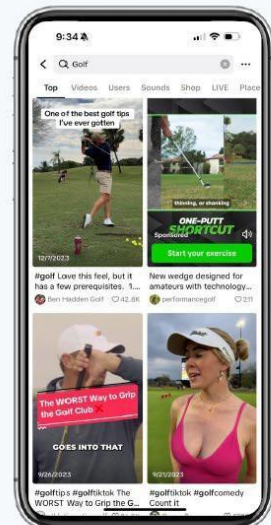 9:34
Golf
Top Videos Users Sounds Shop LIVE Place
One of the best golf tips
I've ever gotten
12/7/2023
thinning, or shanking
ONE-PUTT
SHORTCUT
Sponsored
Start your exercise
#golf Love this feel, but it
has a few prerequisites. 1....
Ben Hadden Golf 42.6K
New wedge designed for
amateurs with technology...
performancegolf 211
The WORST Way to Grip
the Golf Club
GOES INTO THAT
9/26/2023
9/21/2023
#golftips #golftiktok The
WORST Way to Grip the G...
#golftiktok #golfcomedy
Count it